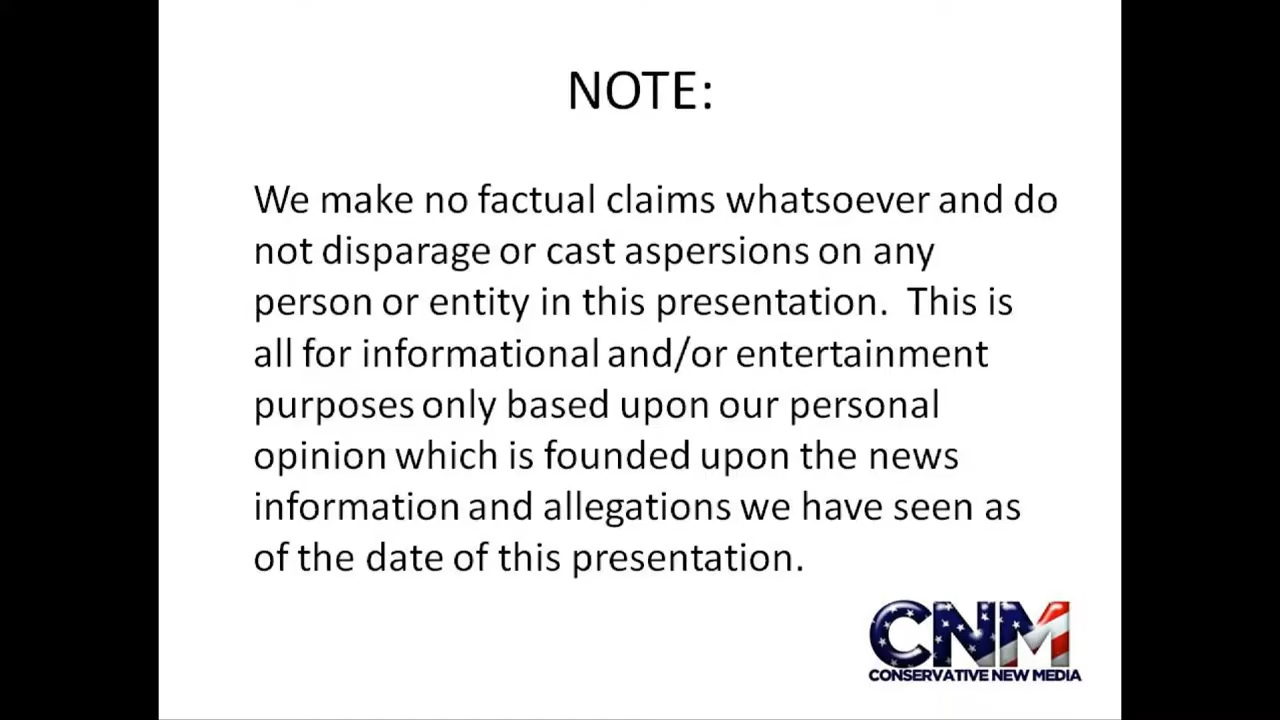 NOTE:
We make no factual claims whatsoever and do
not disparage or cast aspersions on any
person or entity in this presentation.  This is
all for informational and/or entertainment
purposes only based upon our personal
opinion which is founded upon the news
information and allegations we have seen as
of the date of this presentation.
CNM
CONSERVATIVE NEW MEDIA